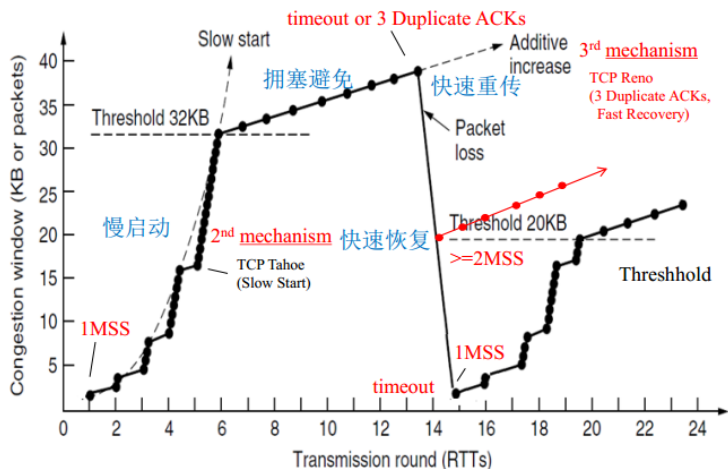 timeout or 3 Duplicate ACKs
Slow start
Additive
increase
3rd mechanism
TCP Reno
(3 Duplicate ACKs,
Fast Recovery)
拥塞避免
快速重传
Threshold 32KB
Packet
loss
慢启动
2nd mechanism
TCP Tahoe
(Slow Start)
快速恢复
Threshold 20KB
>=2MSS
Threshhold
1MSS
1MSS
timeout
Congestion window (KB or packets)
40
35
30
25
20
15
10
5
0
2
4
6
8
10
12
14
16
18
20
22
24
Transmission round (RTTs)